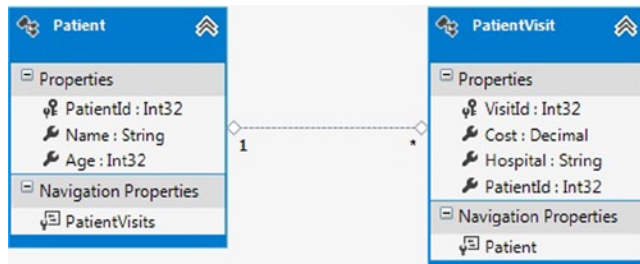 Patient
Properties
PatientId : Int32
Name : String
Age : Int32
Navigation Properties
PatientVisits
1
*
PatientVisit
Properties
VisitId : Int32
Cost : Decimal
Hospital : String
PatientId : Int32
Navigation Properties
Patient